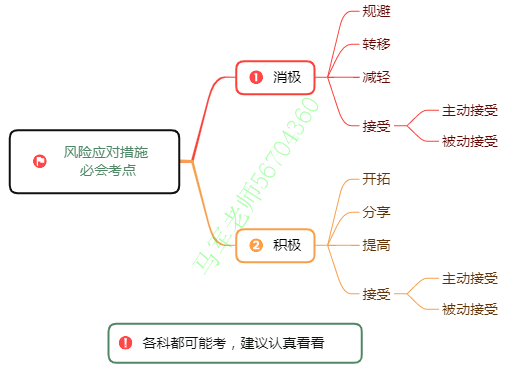 风险应对措施
必会考点
1 消极
规避
转移
减轻
接受
主动接受
被动接受
2 积极
开拓
分享
提高
接受
主动接受
被动接受
各科都可能考，建议认真看看
马军老师56704360